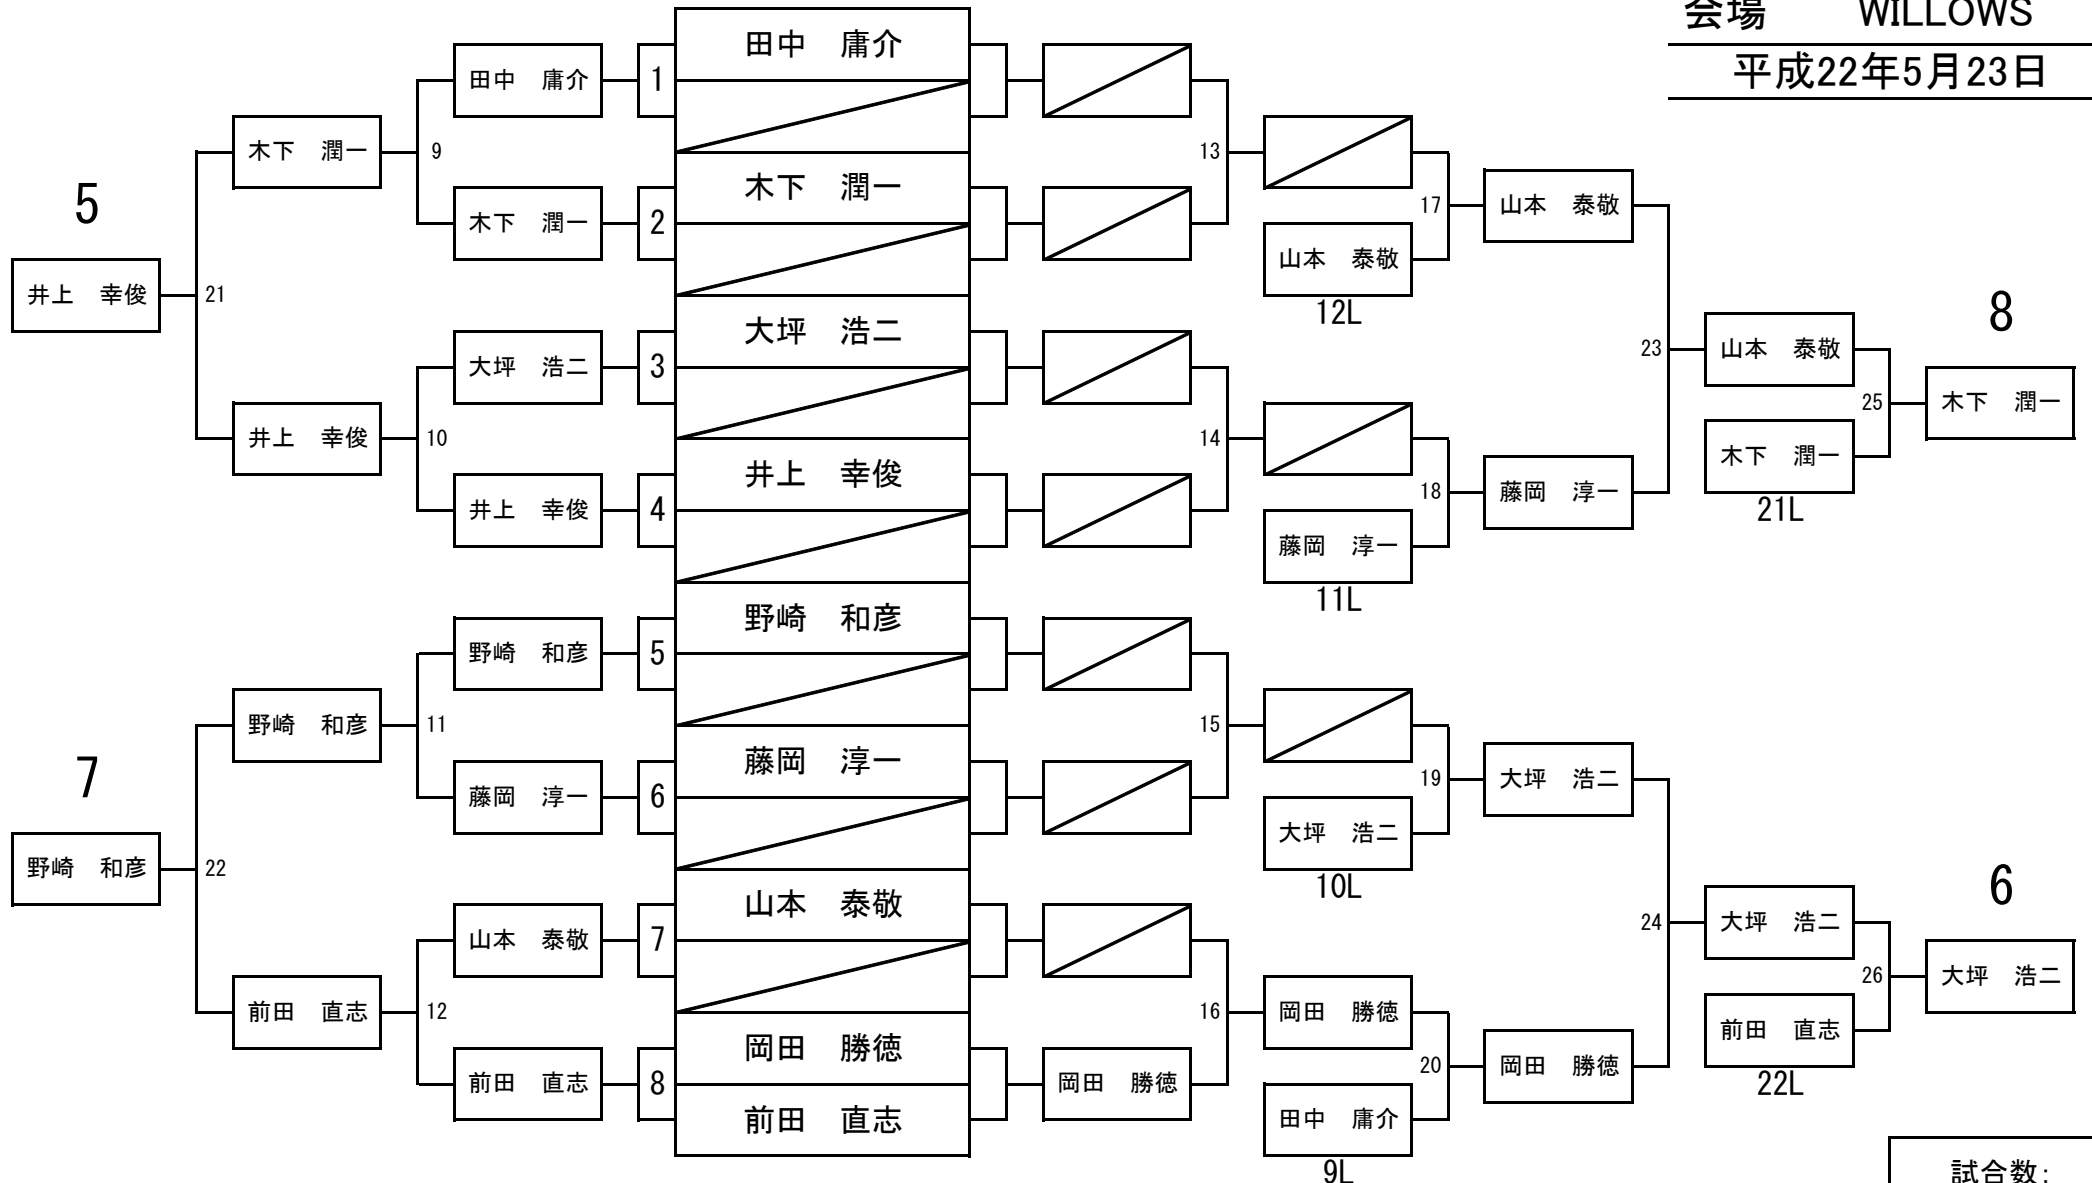 会場 WILLOWS
平成22年5月23日
田中 庸介
木下 潤一
大坪 浩二
井上 幸俊
野崎 和彦
藤岡 淳一
山本 泰敬
岡田 勝徳
前田 直志
1
2
3
4
5
6
7
8
田中 庸介
木下 潤一
大坪 浩二
井上 幸俊
野崎 和彦
藤岡 淳一
山本 泰敬
前田 直志
9
10
11
12
木下 潤一
井上 幸俊
野崎 和彦
前田 直志
21
22
5
井上 幸俊
7
野崎 和彦
岡田 勝徳
13
14
15
16
山本 泰敬
12L
藤岡 淳一
11L
大坪 浩二
10L
岡田 勝徳
田中 庸介
9L
17
18
19
20
山本 泰敬
藤岡 淳一
大坪 浩二
岡田 勝徳
23
24
山本 泰敬
木下 潤一
21L
大坪 浩二
前田 直志
22L
25
26
8
木下 潤一
6
大坪 浩二
試合数: